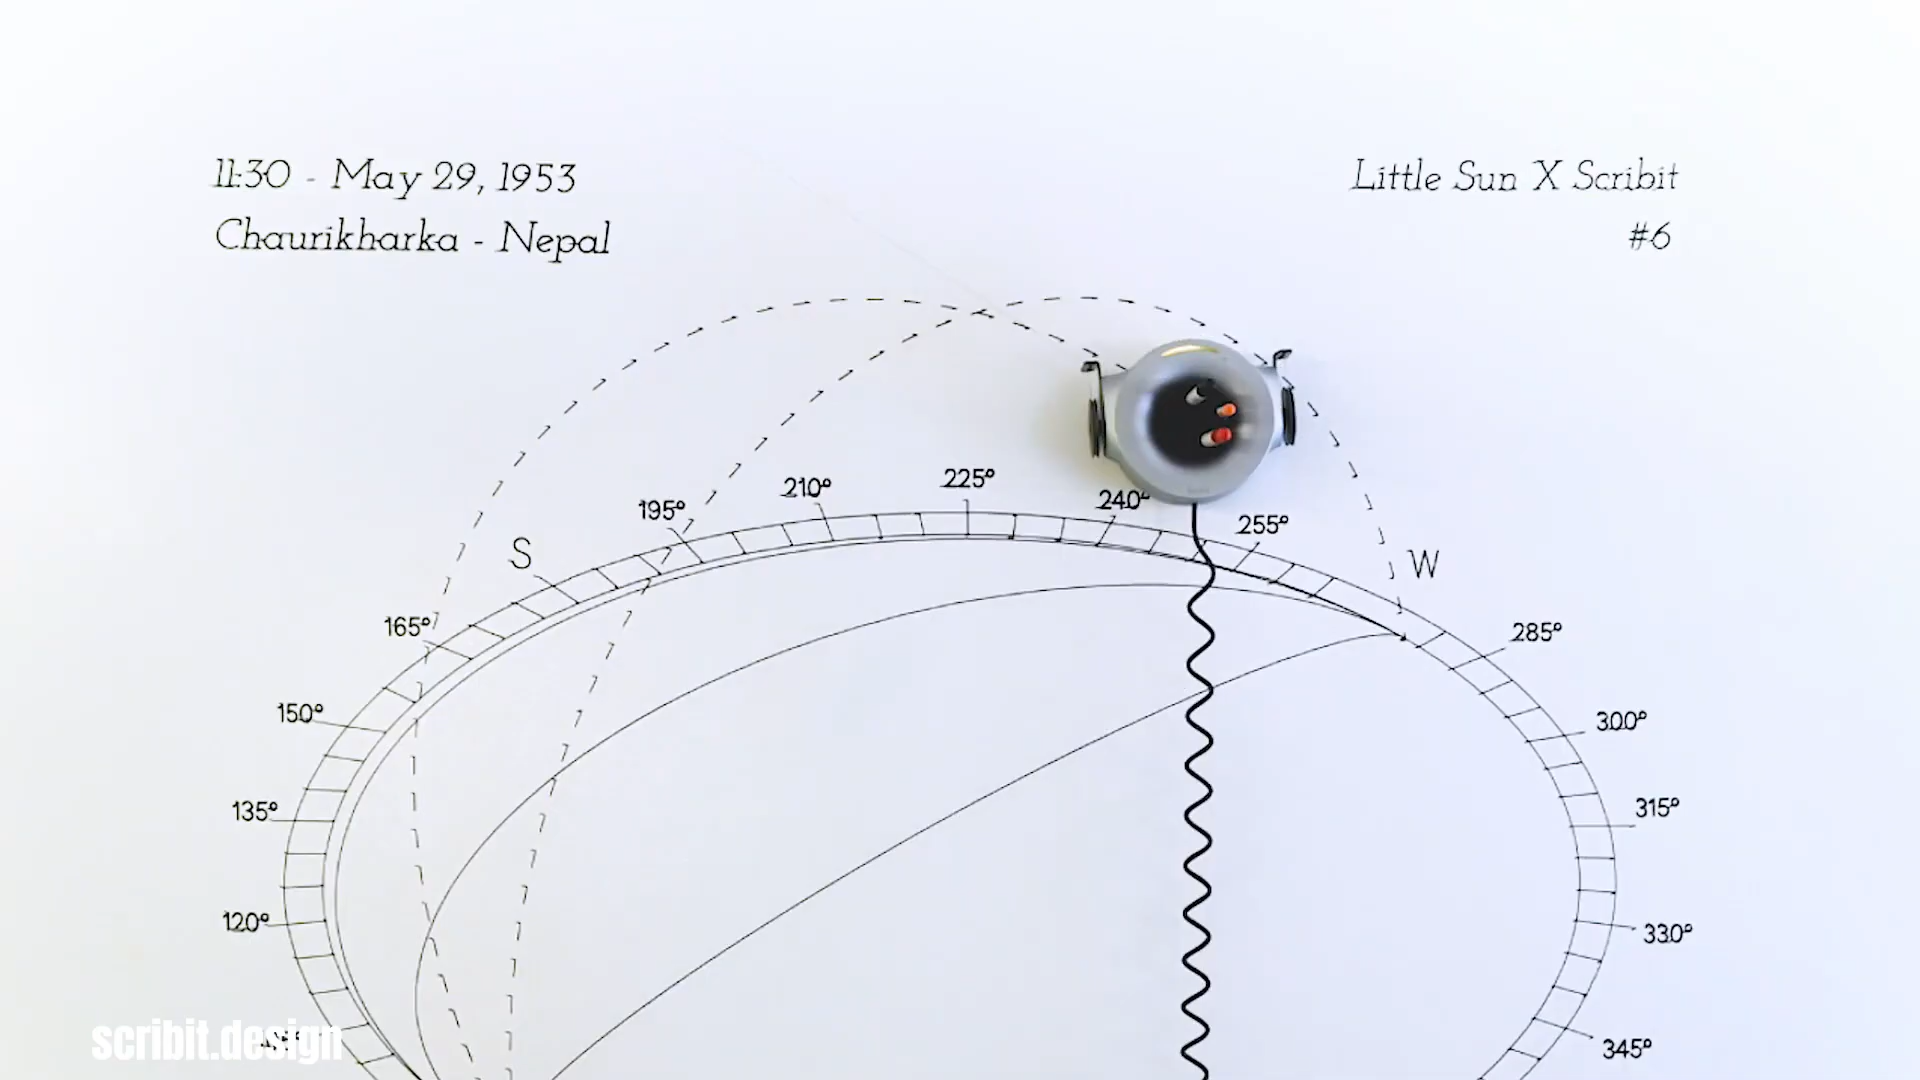 11:30 - May 29, 1953
Chaurikharka - Nepal
Little Sun X Scribit
#6
225°
210°
240°
195°
255°
S
W
165°
285°
150°
300°
135°
315°
120°
330°
345°
scribit.design